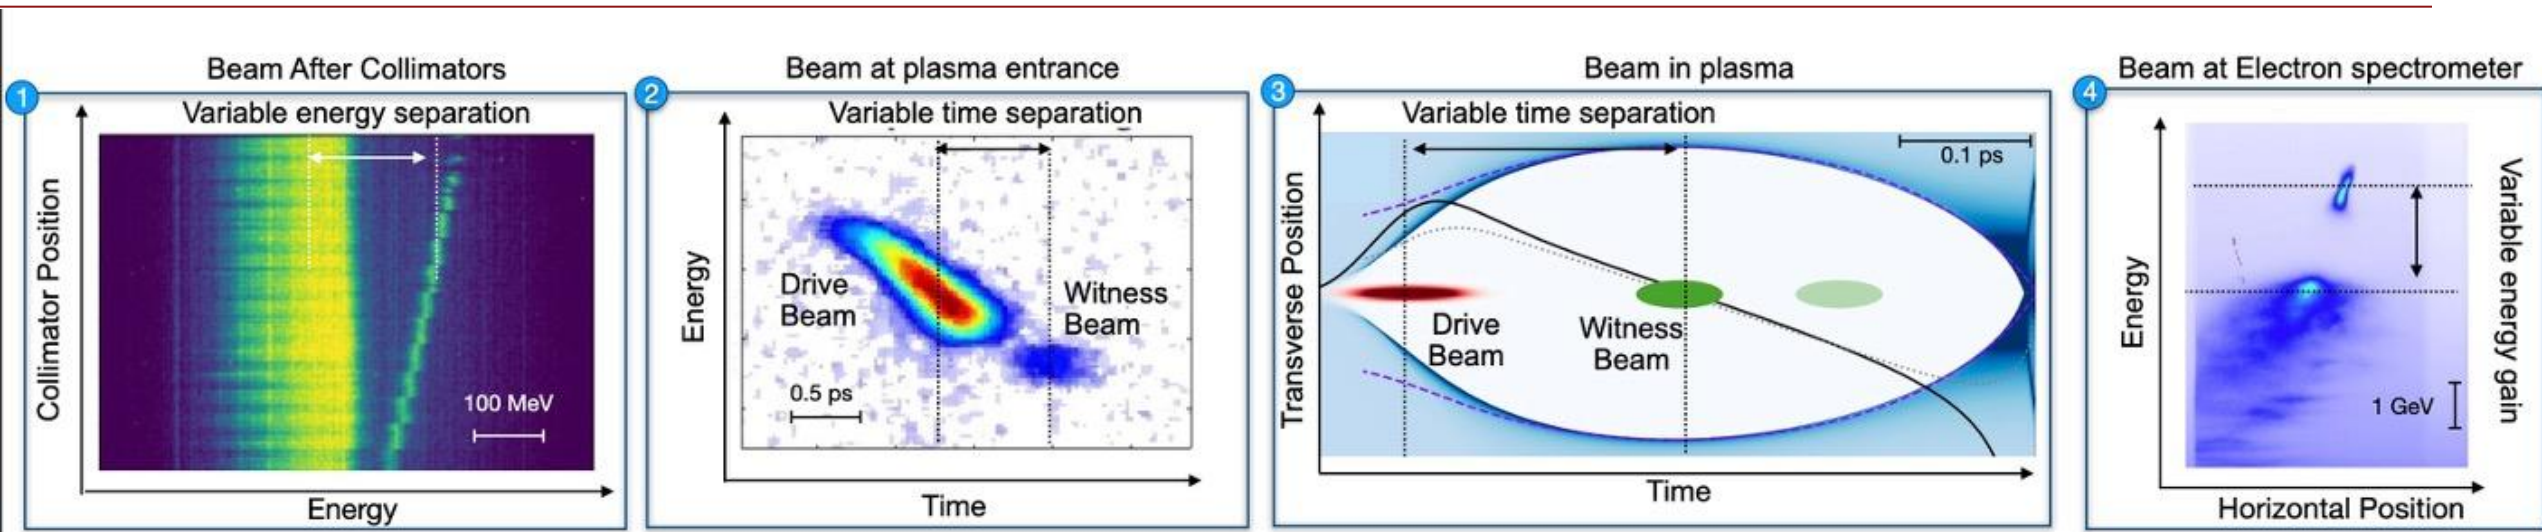 Beam After Collimators
1
Variable energy separation
Collimator Position
100 MeV
Energy
Beam at plasma entrance
2
Variable time separation
Energy
Drive
Beam
Witness
Beam
0.5 ps
Time
Beam in plasma
3
Variable time separation
0.1 ps
Transverse Position
Drive
Beam
Witness
Beam
Time
Beam at Electron spectrometer
4
Energy
Variable energy gain
1 GeV
Horizontal Position